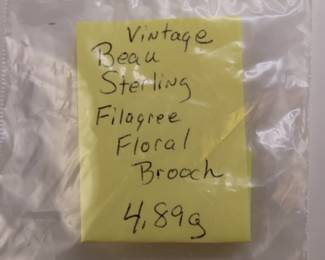 Vintage
Beau
Sterling
Filagree
Floral
Brooch
4.89g